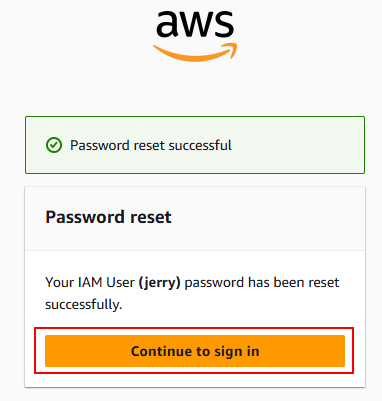 aws
Password reset successful
Password reset
Your IAM User (jerry) password has been reset
successfully.
Continue to sign in